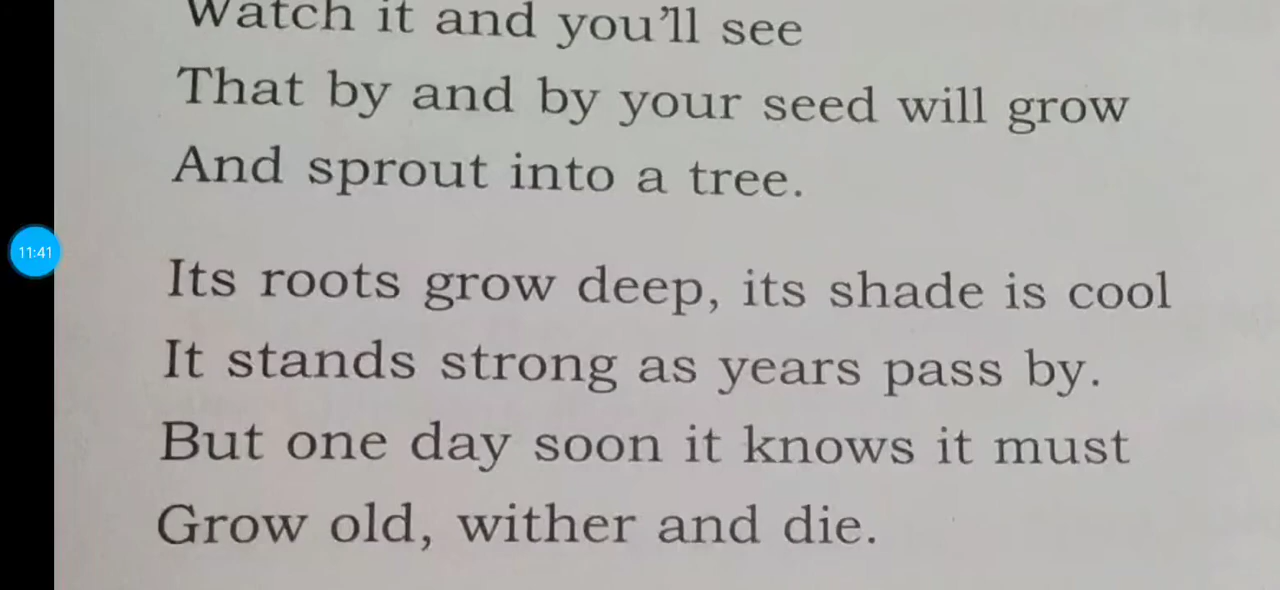 Watch it and you'll see
That by and by your seed will grow
And sprout into a tree.
11:41
Its roots grow deep, its shade is cool
It stands strong as years pass by.
But one day soon it knows it must
Grow old, wither and die.